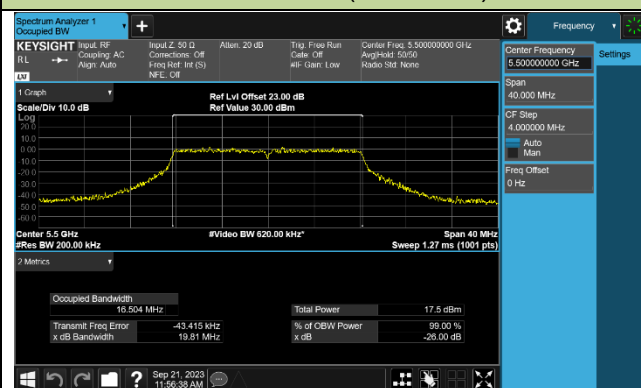 Spectrum Analyzer 1
Occupied BW
Frequency
KEYSIGHT
RL
Input: RF
Coupling: AC
Align: Auto
Input Z: 50 Ω
Corrections: Off
Freq Ref: Int (S)
NFE: Off
Atten: 20 dB
Trig: Free Run
Gate: Off
#IF Gain: Low
Center Freq: 5.500000000 GHz
Avg|Hold: 50/50
Radio Std: None
Center Frequency
5.500000000 GHz
Settings
Span
40.000 MHz
CF Step
4.000000 MHz
Auto
Man
Freq Offset
0 Hz
1 Graph
Scale/Div 10.0 dB
Ref Lvl Offset 23.00 dB
Ref Value 30.00 dBm
Log
20.0
10.0
0.00
-10.0
-20.0
-30.0
-40.0
-50.0
-60.0
Center 5.5 GHz
#Video BW 620.00 kHz*
Span 40 MHz
#Res BW 200.00 kHz
Sweep 1.27 ms (1001 pts)
2 Metrics
Occupied Bandwidth
16.504 MHz
Total Power
17.5 dBm
Transmit Freq Error
-43.415 kHz
% of OBW Power
99.00 %
x dB Bandwidth
19.81 MHz
x dB
-26.00 dB
?
Sep 21, 2023
11:56:38 AM